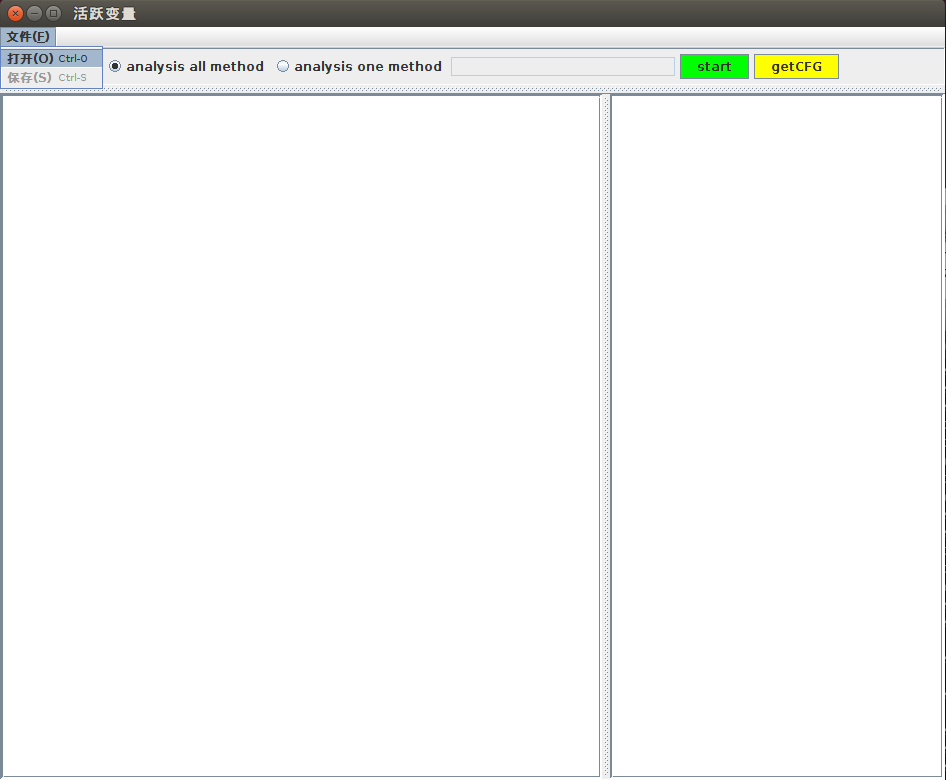 活跃变量
文件(F)
打开(O) Ctrl-O
保存(S) Ctrl-S
analysis all method analysis one method start getCFG